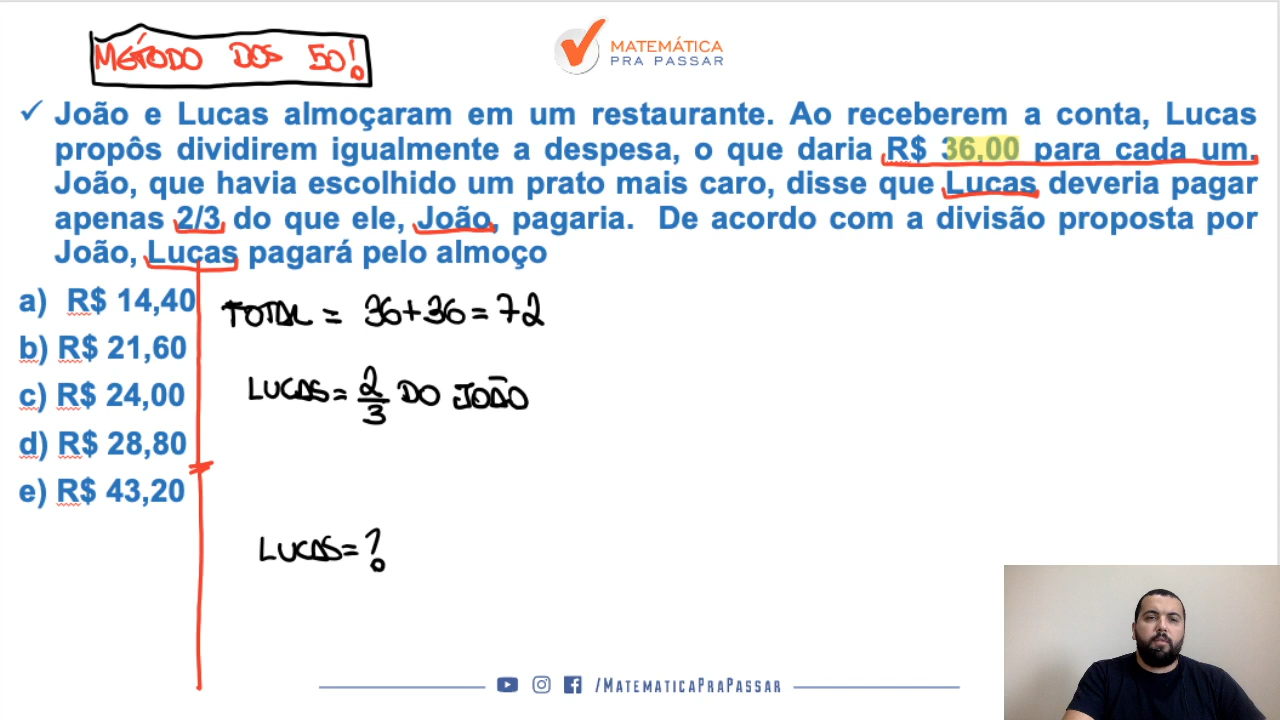 MÉTODO DOS 50!
MATEMÁTICA
PRA PASSAR
✓ João e Lucas almoçaram em um restaurante. Ao receberem a conta, Lucas
propôs dividirem igualmente a despesa, o que daria R$ 36,00 para cada um.
João, que havia escolhido um prato mais caro, disse que Lucas deveria pagar
apenas 2/3 do que ele, João, pagaria. De acordo com a divisão proposta por
João, Lucas pagará pelo almoço
a) R$ 14,40
b) R$ 21,60
c) R$ 24,00
d) R$ 28,80
e) R$ 43,20
TOTAL = 36+36=72
LUCAS = 2/3 DO JOÃO
LUCAS = ?
/MATEMATICAPRAPASSAR